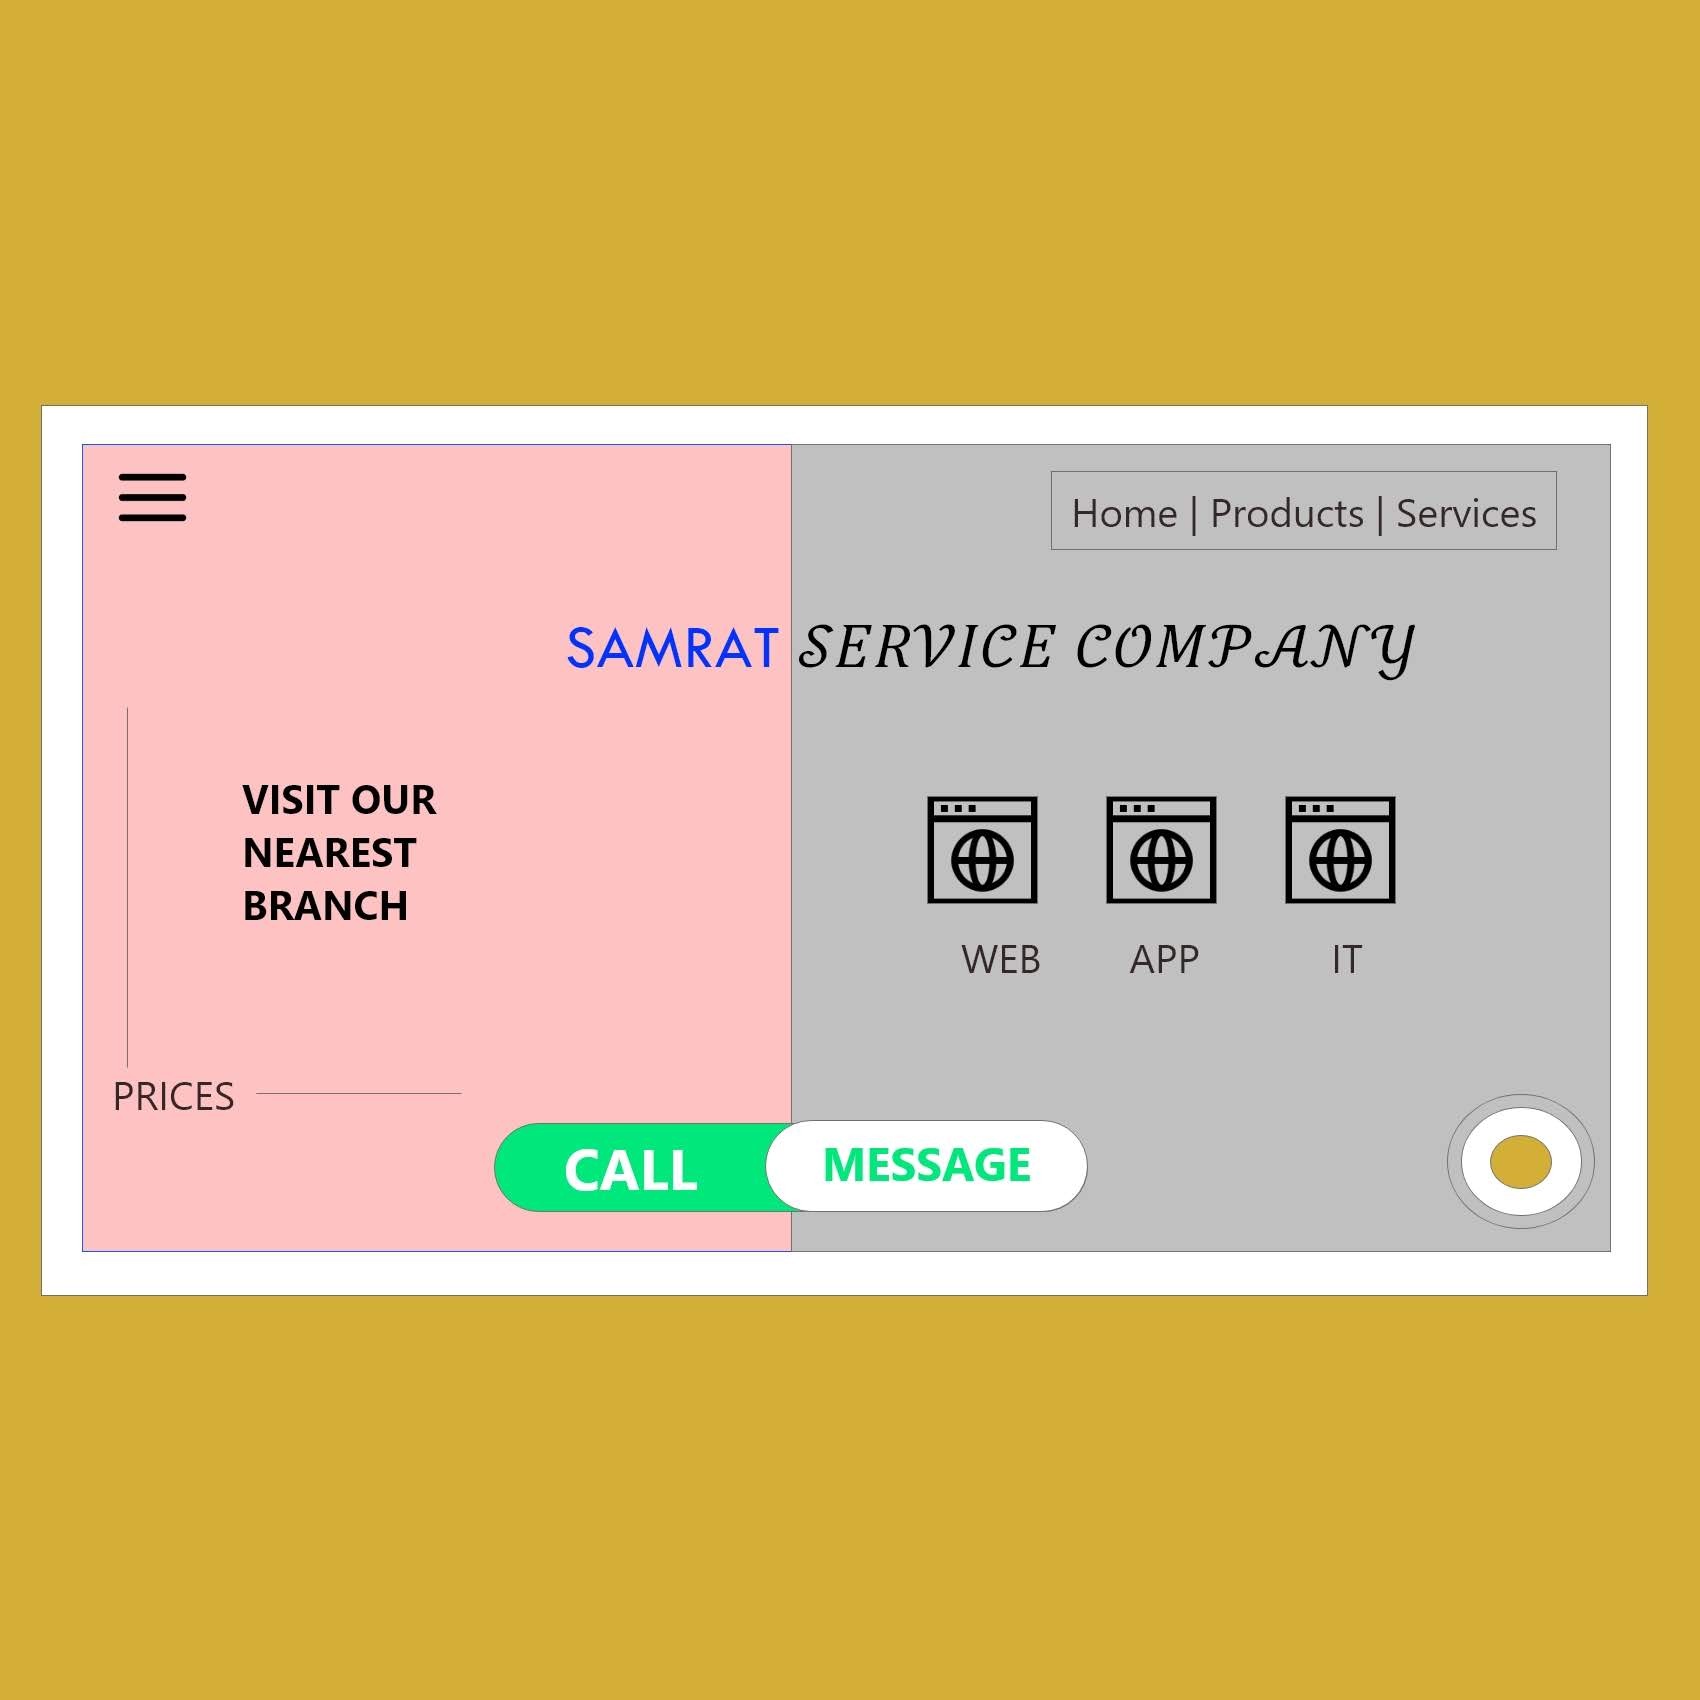 Home | Products | Services
SAMRAT SERVICE COMPANY
VISIT OUR
NEAREST
BRANCH
WEB APP IT
PRICES
CALL MESSAGE